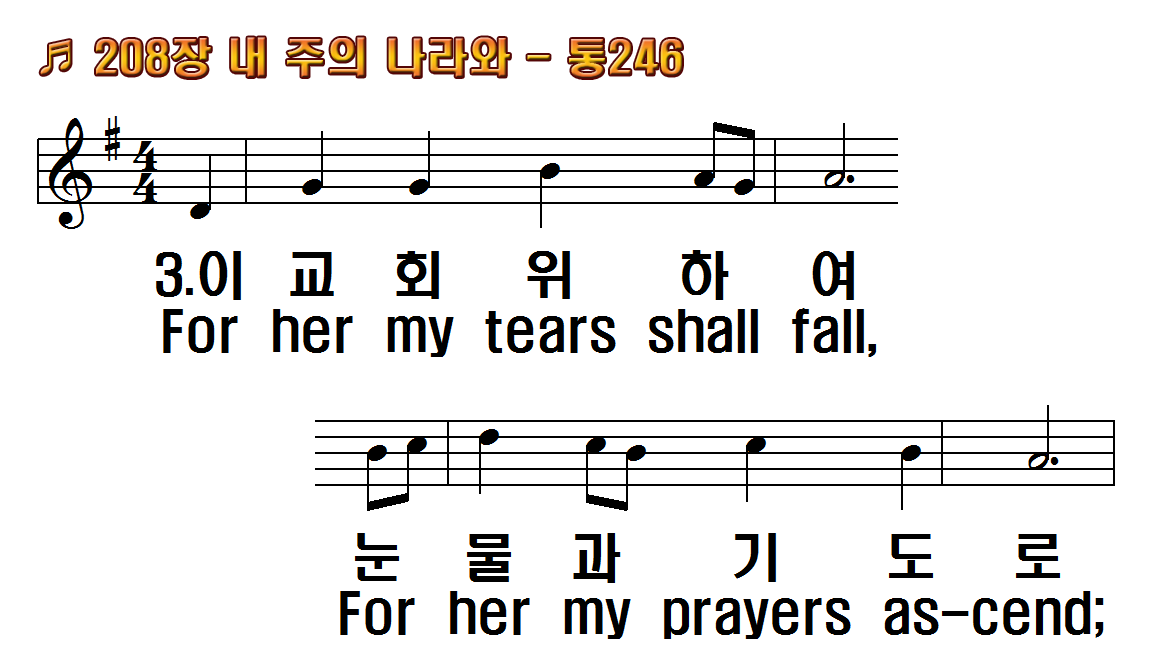 ♬ 208장 내 주의 나라와 - 통246
4
4
3.이 교 회 위 하 여
For her my tears shall fall,
눈 물 과 기 도 로
For her my prayers as-cend;